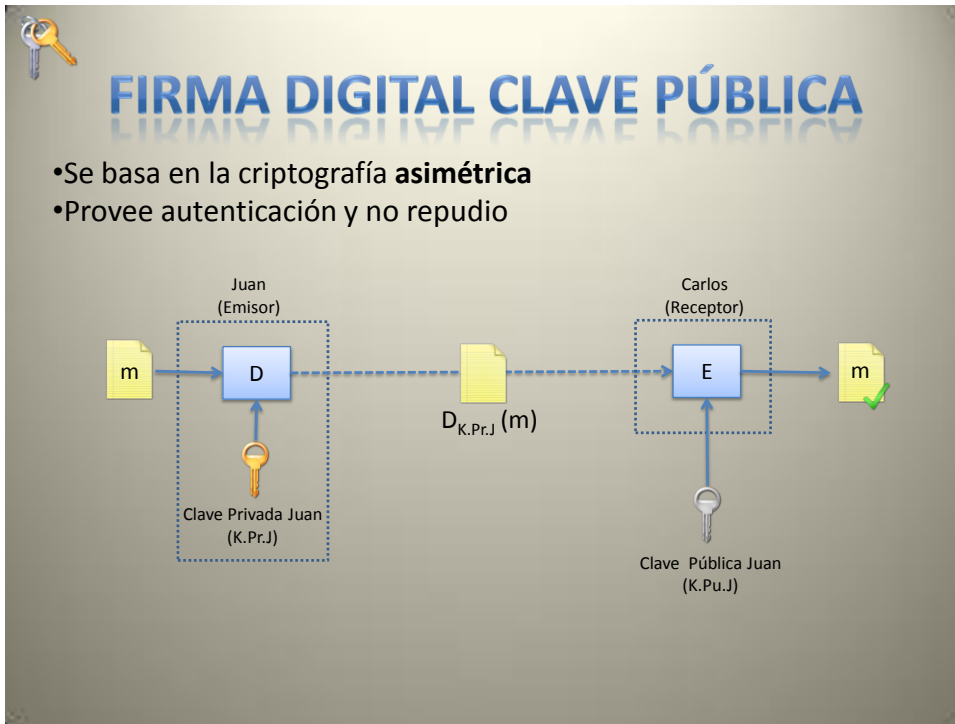 FIRMA DIGITAL CLAVE PÚBLICA
•Se basa en la criptografía asimétrica
•Provee autenticación y no repudio
Juan
(Emisor)
Carlos
(Receptor)
m
D
E
m
D_K.Pr.J (m)
Clave Privada Juan
(K.Pr.J)
Clave Pública Juan
(K.Pu.J)